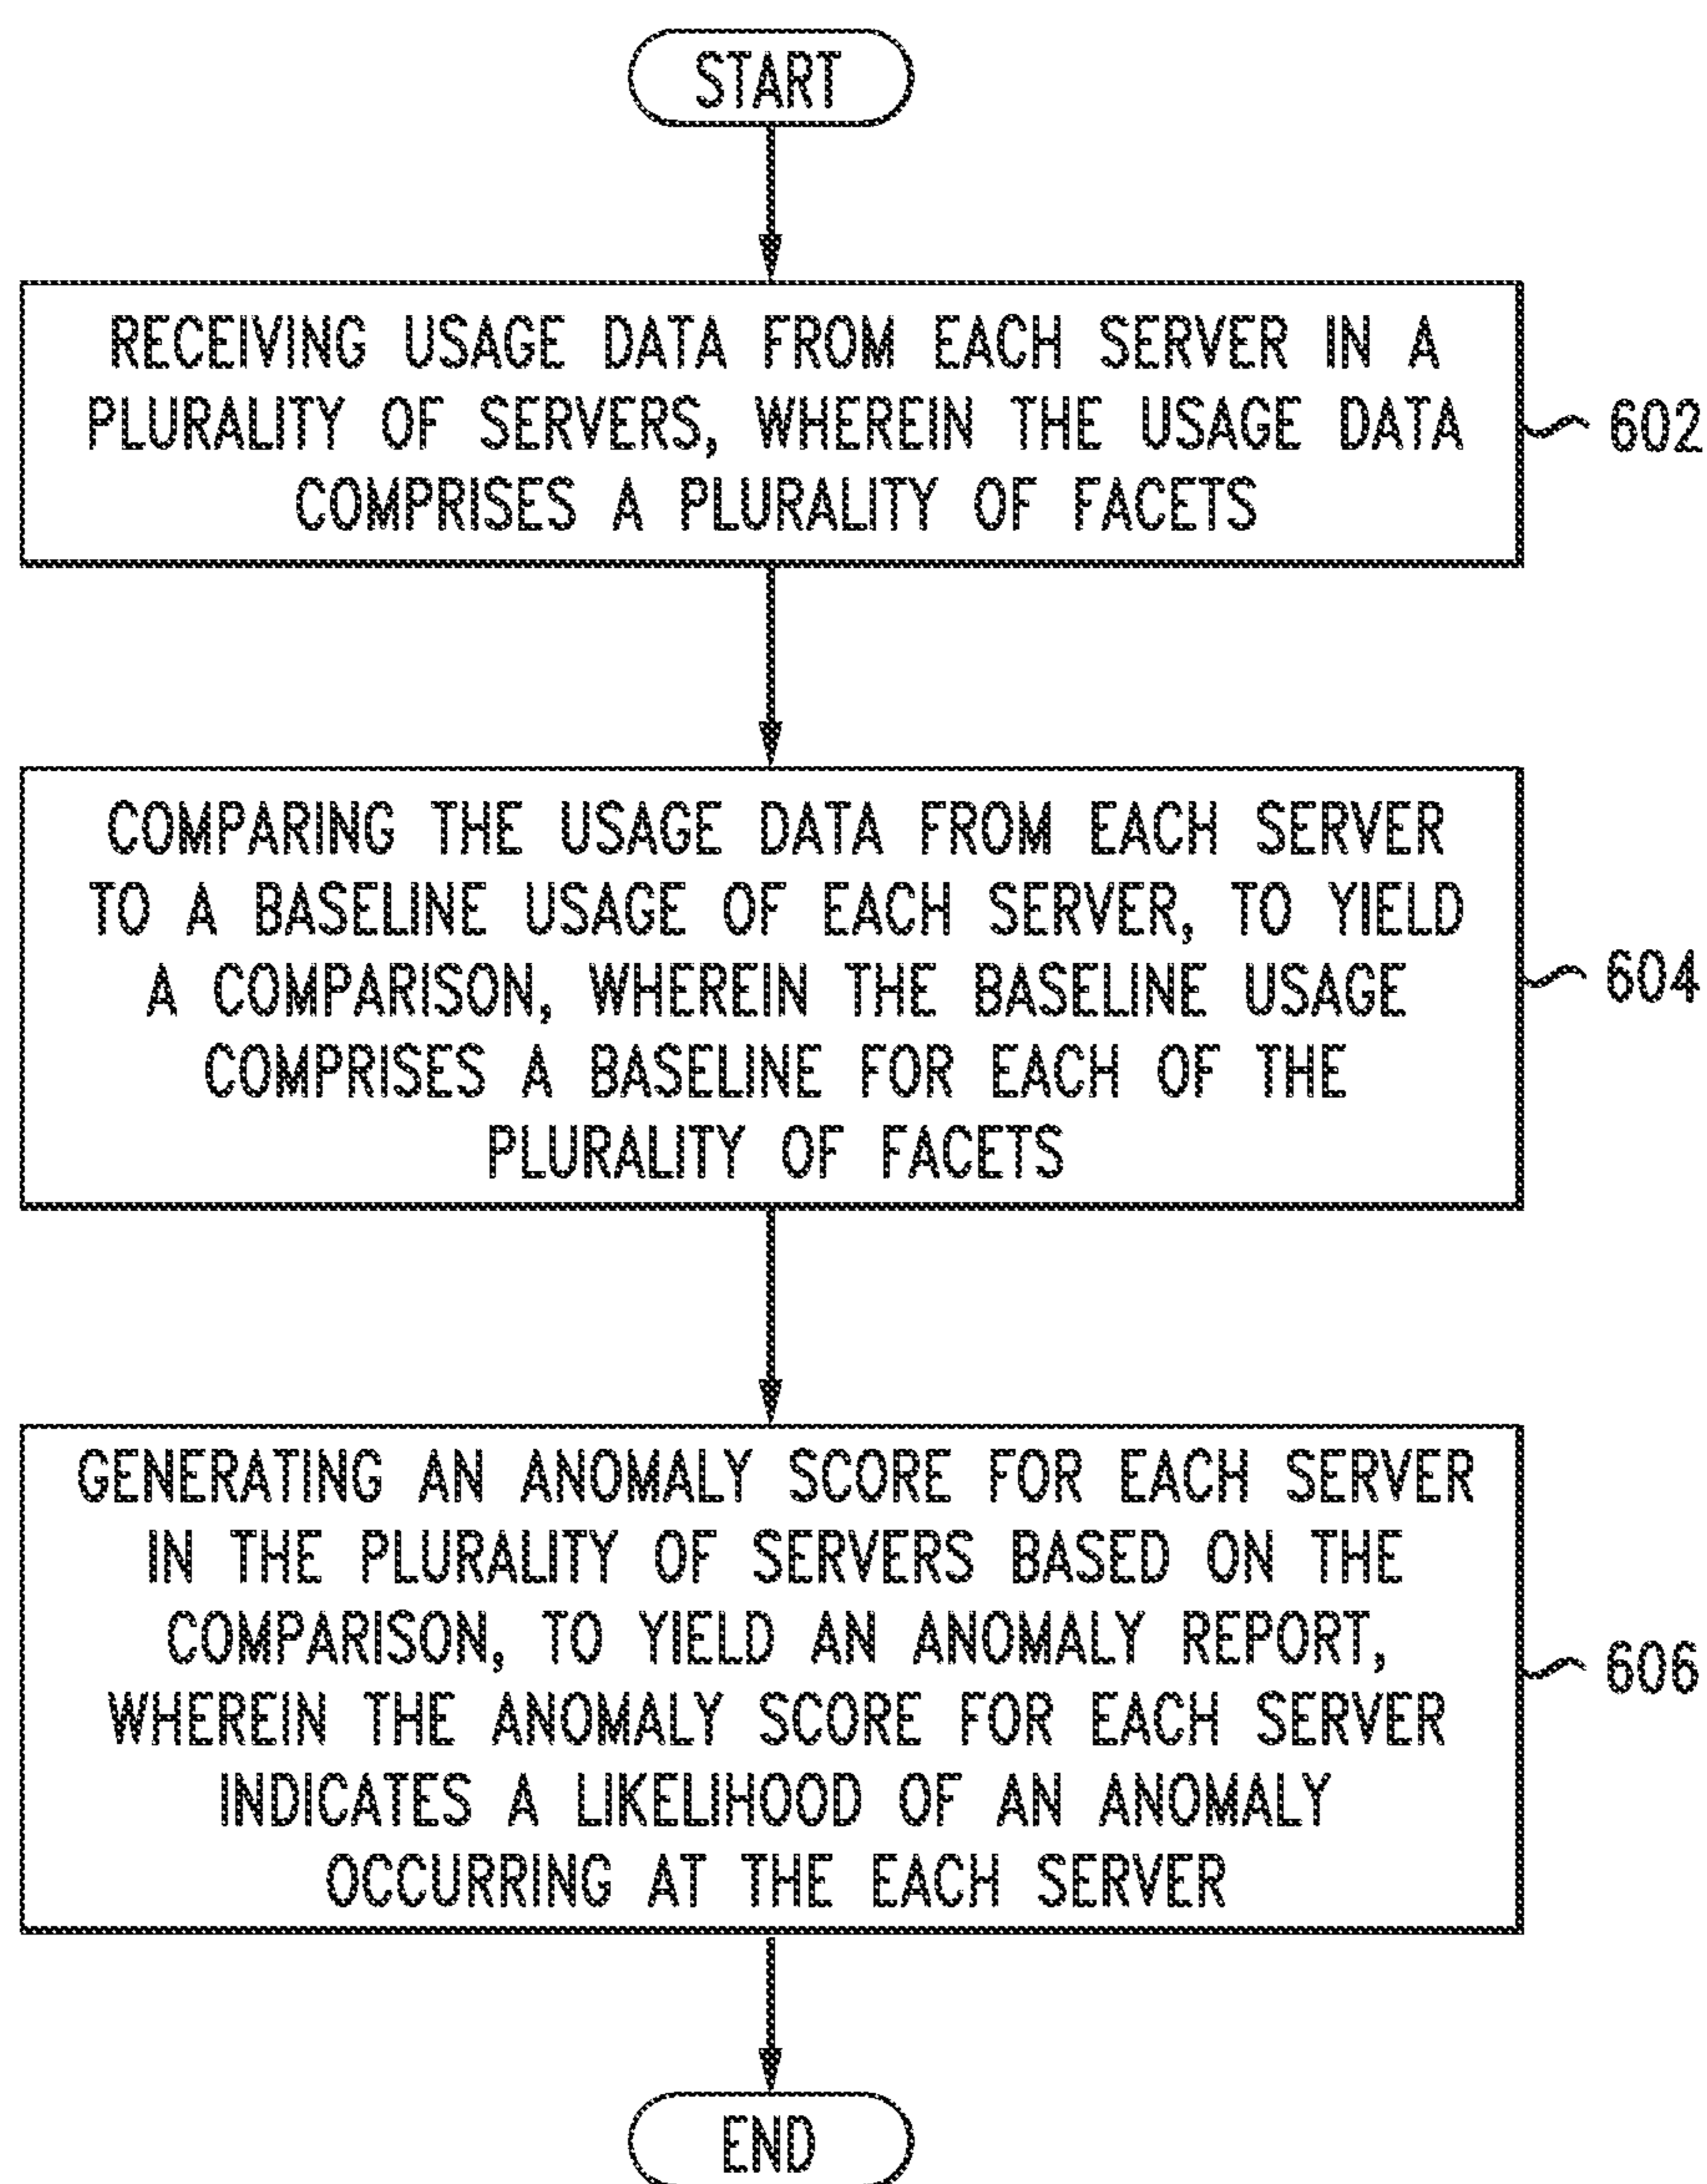 START
RECEIVING USAGE DATA FROM EACH SERVER IN A
PLURALITY OF SERVERS, WHEREIN THE USAGE DATA
COMPRISES A PLURALITY OF FACETS
602
COMPARING THE USAGE DATA FROM EACH SERVER
TO A BASELINE USAGE OF EACH SERVER, TO YIELD
A COMPARISON, WHEREIN THE BASELINE USAGE
COMPRISES A BASELINE FOR EACH OF THE
PLURALITY OF FACETS
604
GENERATING AN ANOMALY SCORE FOR EACH SERVER
IN THE PLURALITY OF SERVERS BASED ON THE
COMPARISON, TO YIELD AN ANOMALY REPORT,
WHEREIN THE ANOMALY SCORE FOR EACH SERVER
INDICATES A LIKELIHOOD OF AN ANOMALY
OCCURRING AT THE EACH SERVER
606
END